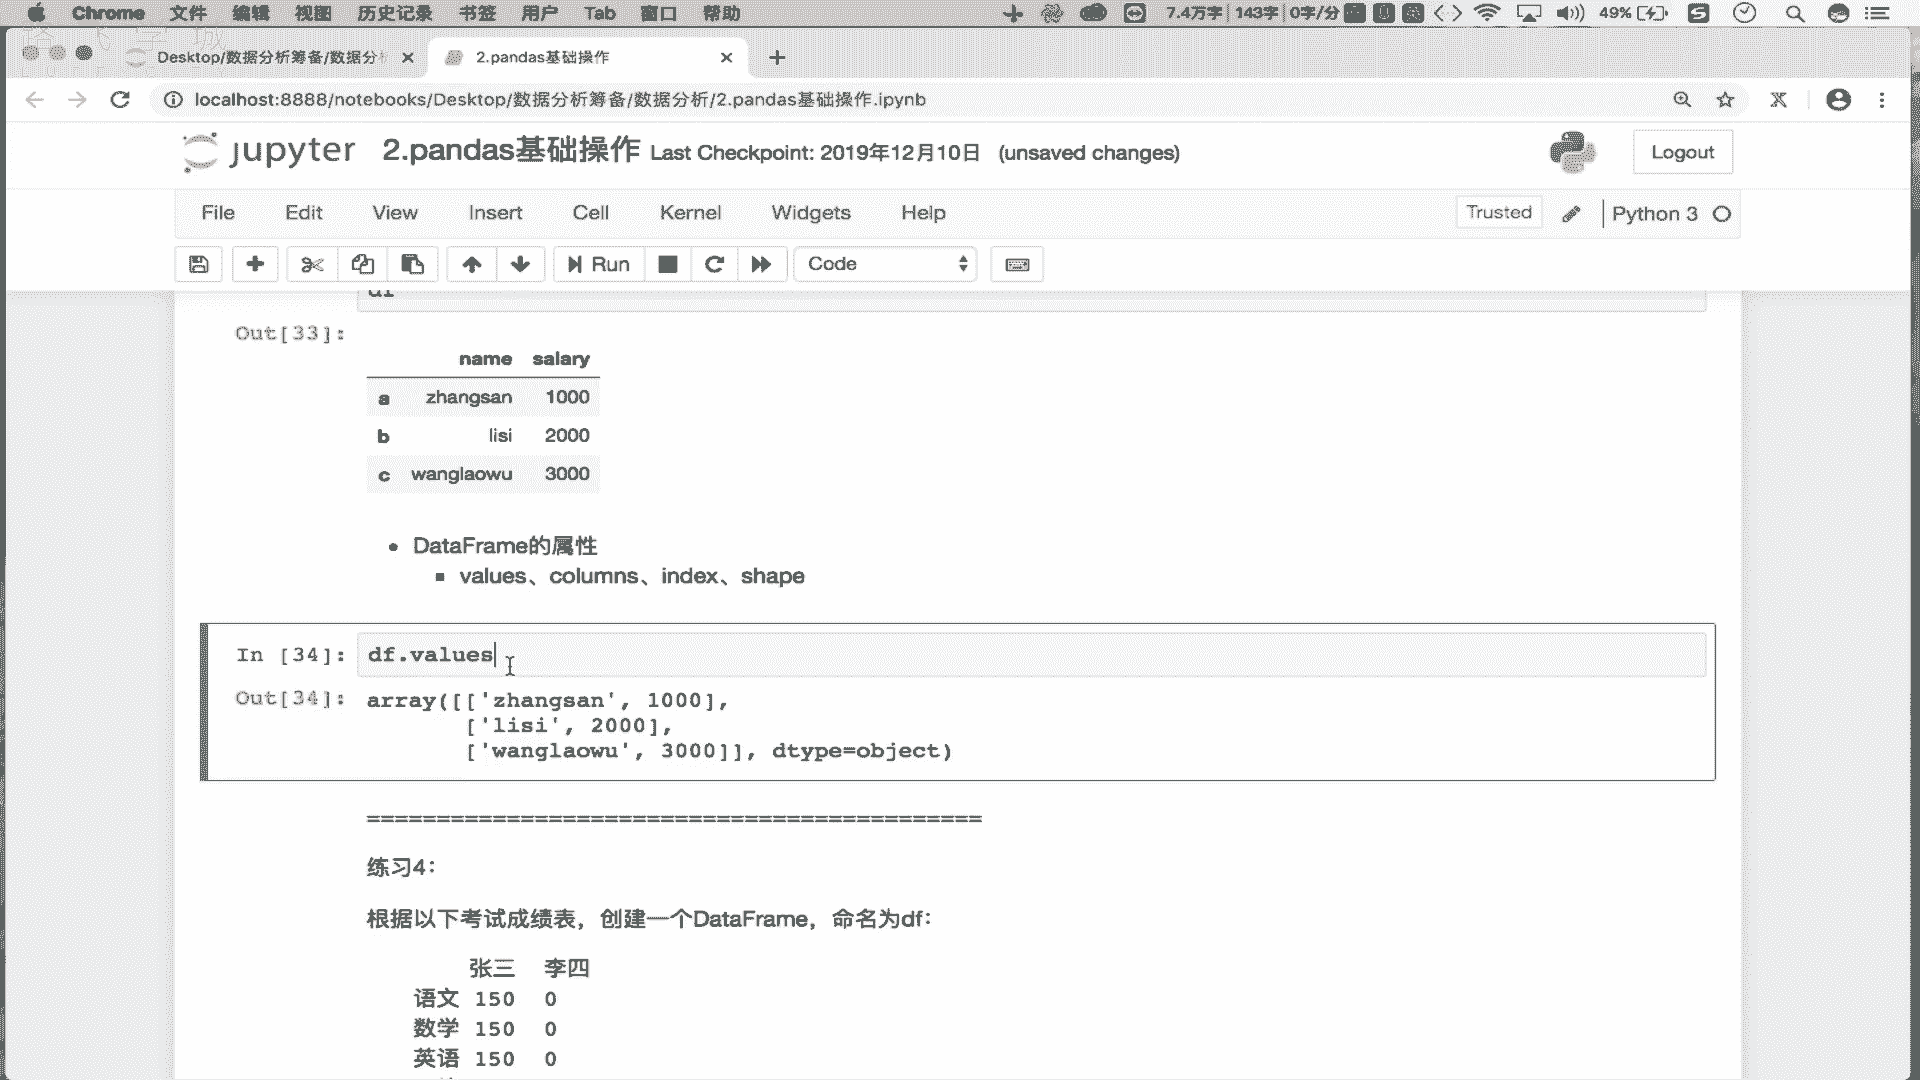 Chrome 文件 编辑 视图 历史记录 书签 用户 Tab 窗口 帮助 7.4万字 143字 0字/分 49%
Desktop/数据分析筹备/数据分析 2.pandas基础操作
localhost:8888/notebooks/Desktop/数据分析筹备/数据分析/2.pandas基础操作.ipynb
jupyter 2.pandas基础操作 Last Checkpoint: 2019年12月10日 (unsaved changes) Logout
File Edit View Insert Cell Kernel Widgets Help Trusted Python 3
Run Code
df
Out[33]:
name salary
a zhangsan 1000
b lisi 2000
c wanglaowu 3000
• DataFrame的属性
▪ values、columns、index、shape
In [34]: df.values
Out[34]: array([['zhangsan', 1000],
['lisi', 2000],
['wanglaowu', 3000]], dtype=object)
============================================
练习4：
根据以下考试成绩表，创建一个DataFrame，命名为df：
张三 李四
语文 150 0
数学 150 0
英语 150 0